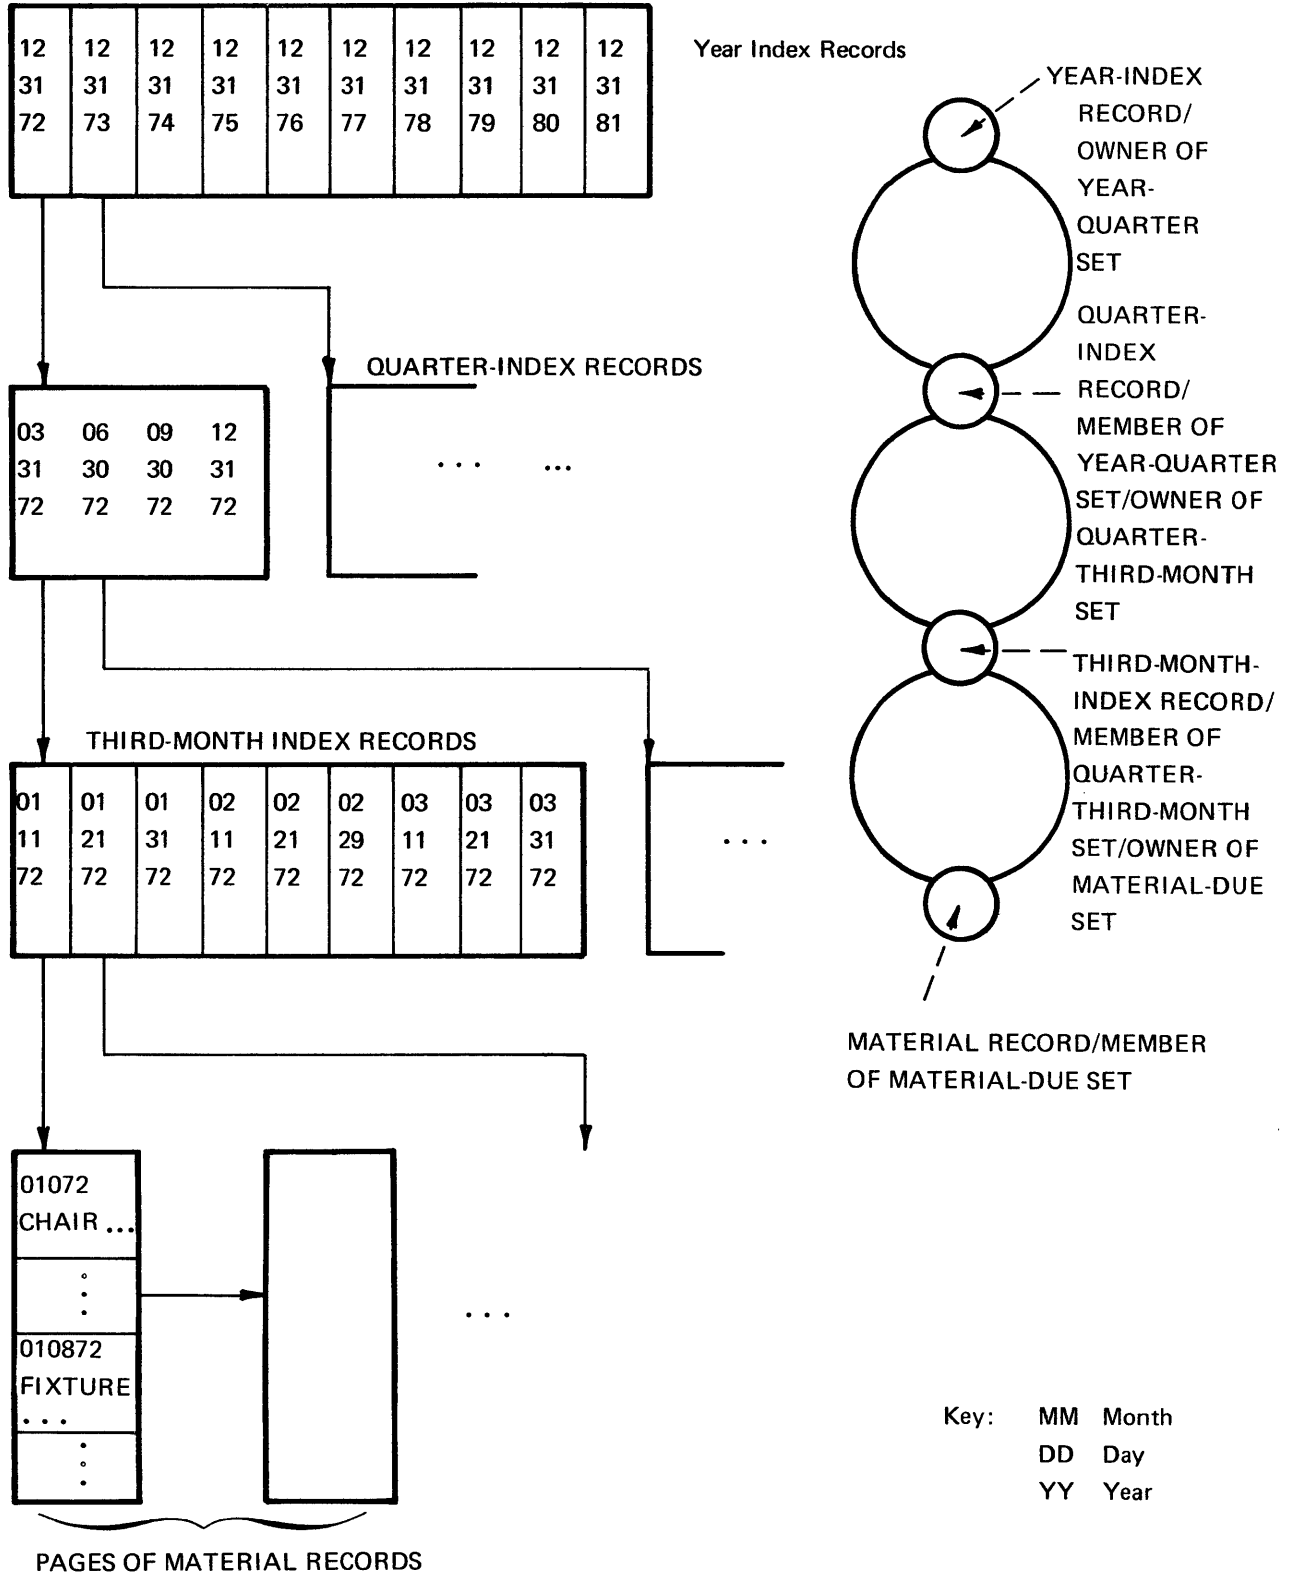 12 12 12 12 12 12 12 12 12 12
31 31 31 31 31 31 31 31 31 31
72 73 74 75 76 77 78 79 80 81
Year Index Records
QUARTER-INDEX RECORDS
03 06 09 12
31 30 30 31
72 72 72 72
... ...
THIRD-MONTH INDEX RECORDS
01 01 01 02 02 02 03 03 03
11 21 31 11 21 29 11 21 31
72 72 72 72 72 72 72 72 72
...
01072
CHAIR ...
010872
FIXTURE
...
...
PAGES OF MATERIAL RECORDS
YEAR-INDEX
RECORD/
OWNER OF
YEAR-
QUARTER
SET
QUARTER-
INDEX
RECORD/
MEMBER OF
YEAR-QUARTER
SET/OWNER OF
QUARTER-
THIRD-MONTH
SET
THIRD-MONTH-
INDEX RECORD/
MEMBER OF
QUARTER-
THIRD-MONTH
SET/OWNER OF
MATERIAL-DUE
SET
MATERIAL RECORD/MEMBER
OF MATERIAL-DUE SET
Key: MM Month
DD Day
YY Year